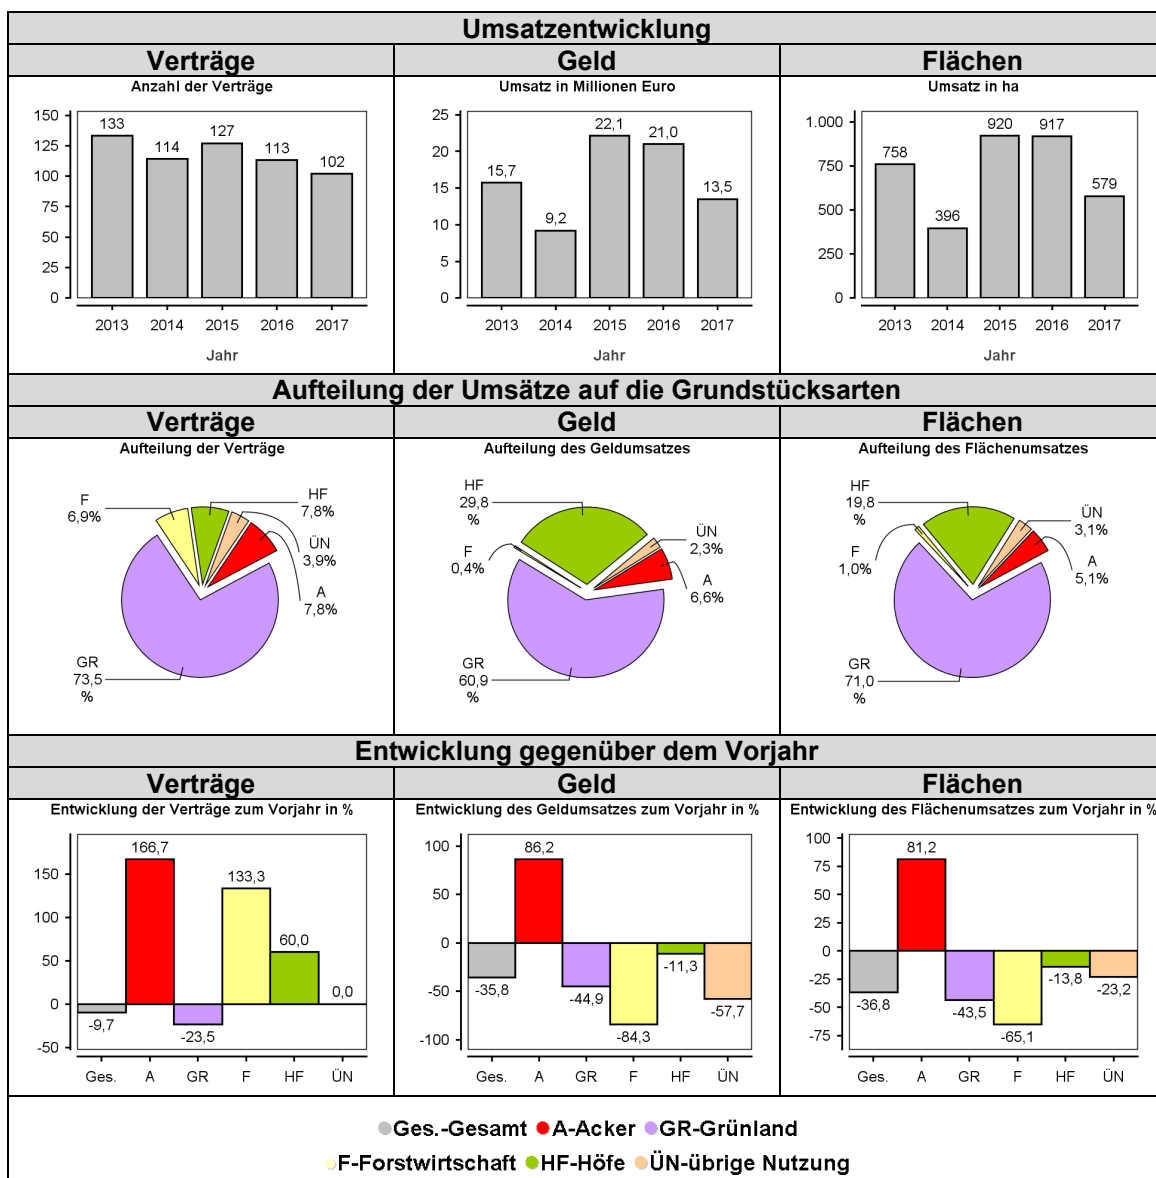 Umsatzentwicklung
Verträge
Geld
Flächen
Anzahl der Verträge
150
125
100
75
50
25
0
133
114
127
113
102
2013 2014 2015 2016 2017
Jahr
Umsatz in Millionen Euro
25
20
15
10
5
0
15,7
9,2
22,1
21,0
13,5
2013 2014 2015 2016 2017
Jahr
Umsatz in ha
1.000
750
500
250
0
758
396
920
917
579
2013 2014 2015 2016 2017
Jahr
Aufteilung der Umsätze auf die Grundstücksarten
Verträge
Geld
Flächen
Aufteilung der Verträge
F
6,9%
HF
7,8%
ÜN
3,9%
A
7,8%
GR
73,5
%
Aufteilung des Geldumsatzes
HF
29,8
%
F
0,4%
ÜN
2,3%
A
6,6%
GR
60,9
%
Aufteilung des Flächenumsatzes
HF
19,8
%
F
1,0%
ÜN
3,1%
A
5,1%
GR
71,0
%
Entwicklung gegenüber dem Vorjahr
Verträge
Geld
Flächen
Entwicklung der Verträge zum Vorjahr in %
150
100
50
0
-50
-9,7
166,7
-23,5
133,3
60,0
0,0
Ges. A GR F HF ÜN
Entwicklung des Geldumsatzes zum Vorjahr in %
100
50
0
-50
-100
-35,8
86,2
-44,9
-84,3
-11,3
-57,7
Ges. A GR F HF ÜN
Entwicklung des Flächenumsatzes zum Vorjahr in %
100
75
50
25
0
-25
-50
-75
-36,8
81,2
-43,5
-65,1
-13,8
-23,2
Ges. A GR F HF ÜN
Ges.-Gesamt A-Acker GR-Grünland
F-Forstwirtschaft HF-Höfe ÜN-übrige Nutzung